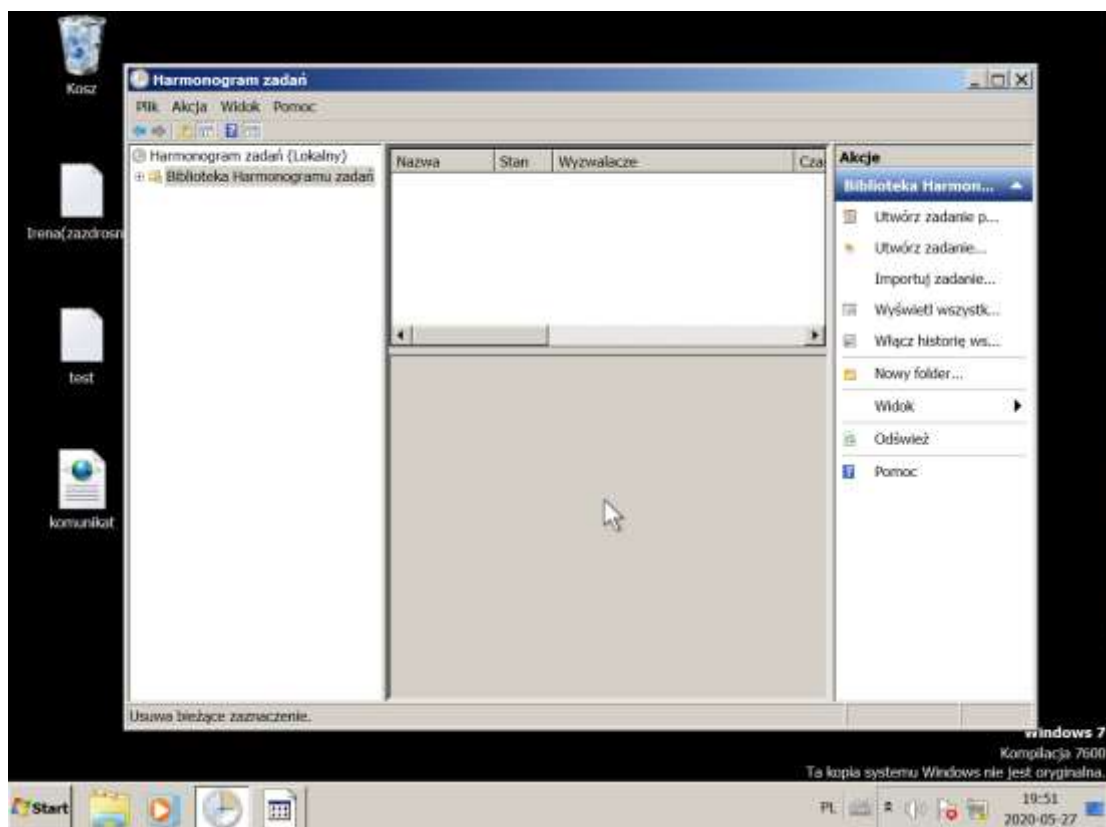 Kosz
Irena(zazdrosn
test
komunikat
Harmonogram zadań
Plik Akcja Widok Pomoc
Harmonogram zadań (Lokalny)
Biblioteka Harmonogramu zadań
Nazwa Stan Wyzwalacze Cza
Akcje
Biblioteka Harmon...
Utwórz zadanie p...
Utwórz zadanie...
Importuj zadanie...
Wyświetl wszystk...
Włącz historię ws...
Nowy folder...
Widok
Odśwież
Pomoc
Usuwa bieżące zaznaczenie.
Windows 7
Kompilacja 7600
Ta kopia systemu Windows nie jest oryginalna.
Start
PL
19:51
2020-05-27